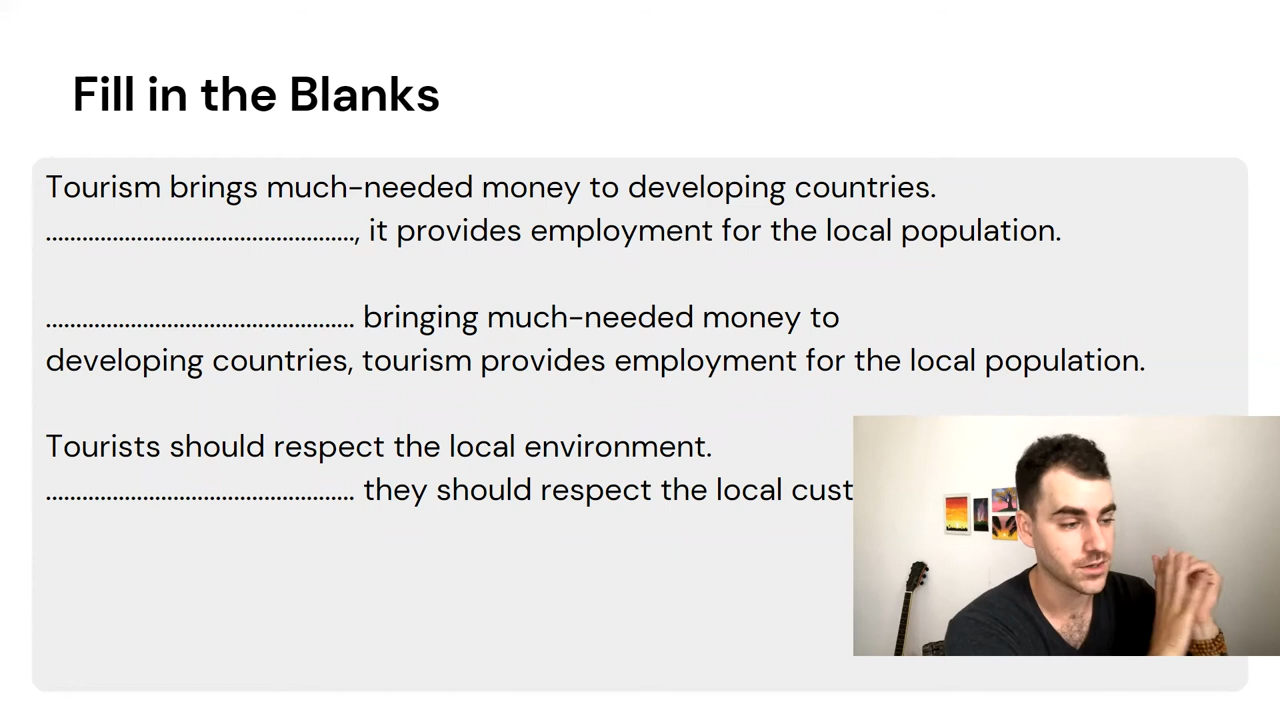 Fill in the Blanks
Tourism brings much-needed money to developing countries.
......................................................, it provides employment for the local population.
...................................................... bringing much-needed money to
developing countries, tourism provides employment for the local population.
Tourists should respect the local environment.
...................................................... they should respect the local cust